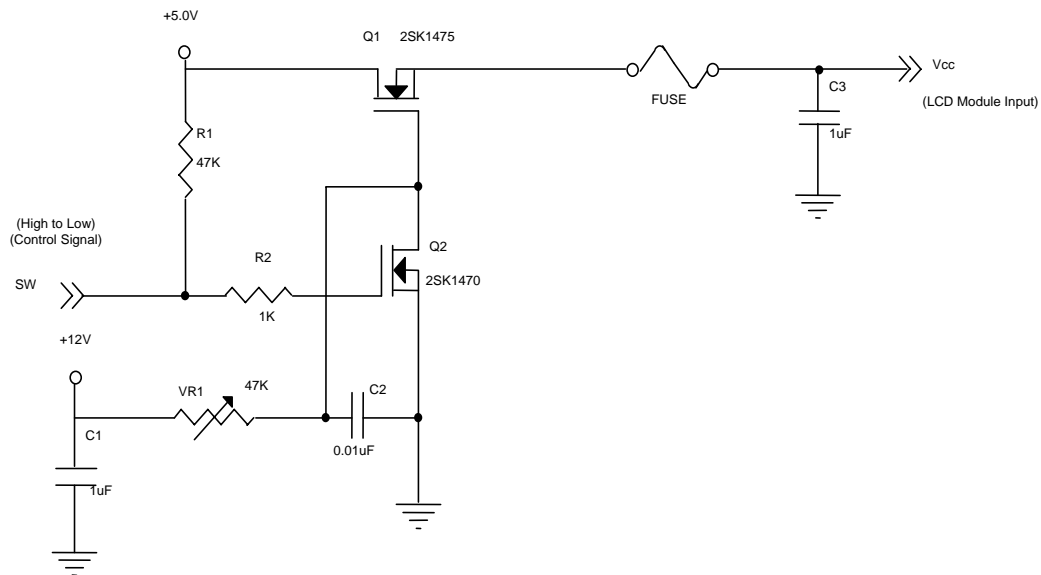 +5.0V
Q1 2SK1475
Vcc
FUSE
C3
(LCD Module Input)
R1
1uF
47K
(High to Low)
(Control Signal)
Q2
R2
SW
2SK1470
1K
+12V
VR1
47K
C2
C1
0.01uF
1uF